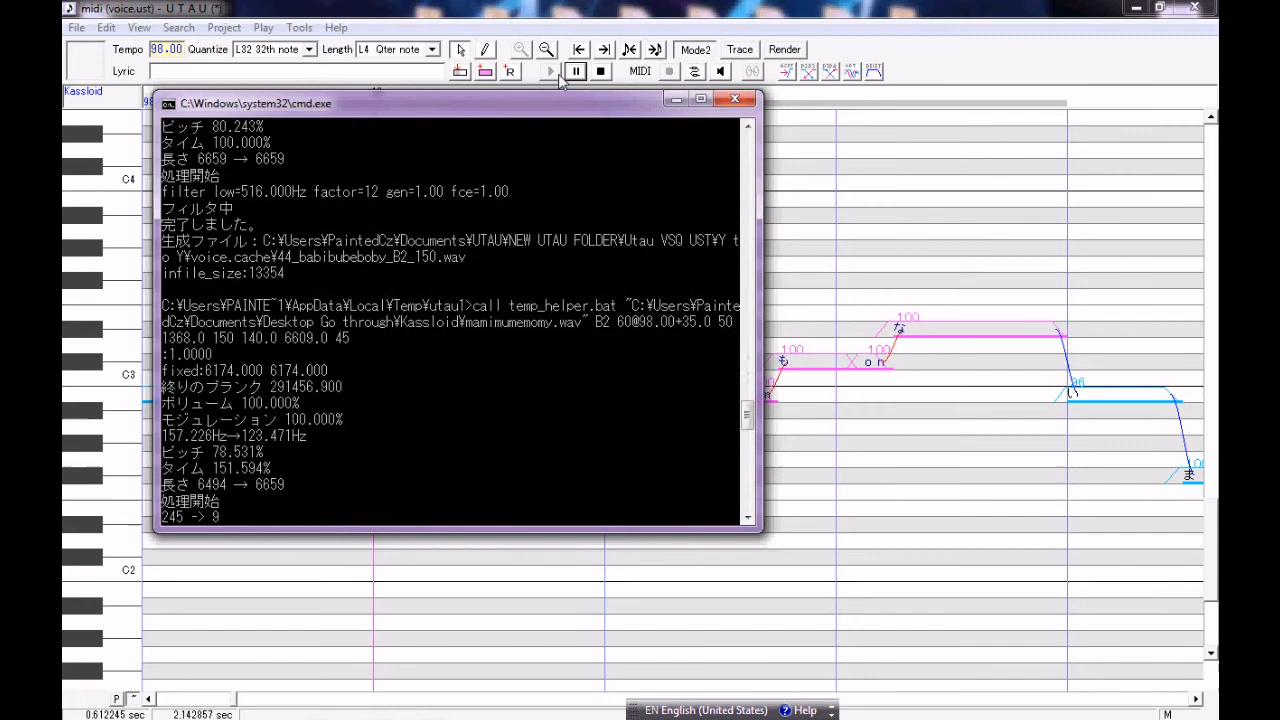 midi (voice.ust) - U T A U (*)
File Edit View Search Project Play Tools Help
Tempo 98.00 Quantize L32 32th note Length L4 Qter note Mode2 Trace Render
Lyric
MIDI
Kassloid
C:\Windows\system32\cmd.exe
ピッチ 80.243%
タイム 100.000%
長さ 6659 → 6659
処理開始
filter low=516.000Hz factor=12 gen=1.00 fce=1.00
フィルタ中
完了しました。
生成ファイル：C:¥Users¥PaintedCz¥Documents¥UTAU¥NEW UTAU FOLDER¥Utau VSQ UST¥Y t
o Y¥voice.cache¥44_babibubeboby_B2_150.wav
infile_size:13354
C:¥Users¥PAINTE~1¥AppData¥Local¥Temp¥utau1>call temp_helper.bat "C:¥Users¥Painte
dCz¥Documents¥Desktop Go through¥Kassloid¥mamimumemomy.wav" B2 60@98.00+35.0 50
1368.0 150 140.0 6609.0 45
:1.0000
fixed:6174.000 6174.000
終りのブランク 291456.900
ボリューム 100.000%
モジュレーション 100.000%
157.226Hz→123.471Hz
ピッチ 78.531%
タイム 151.594%
長さ 6494 → 6659
処理開始
245 -> 9
C4
C3
C2
100
も
100
o n
100
な
96
い
ま
P ~
0.612245 sec 2.142857 sec
EN English (United States) Help
M